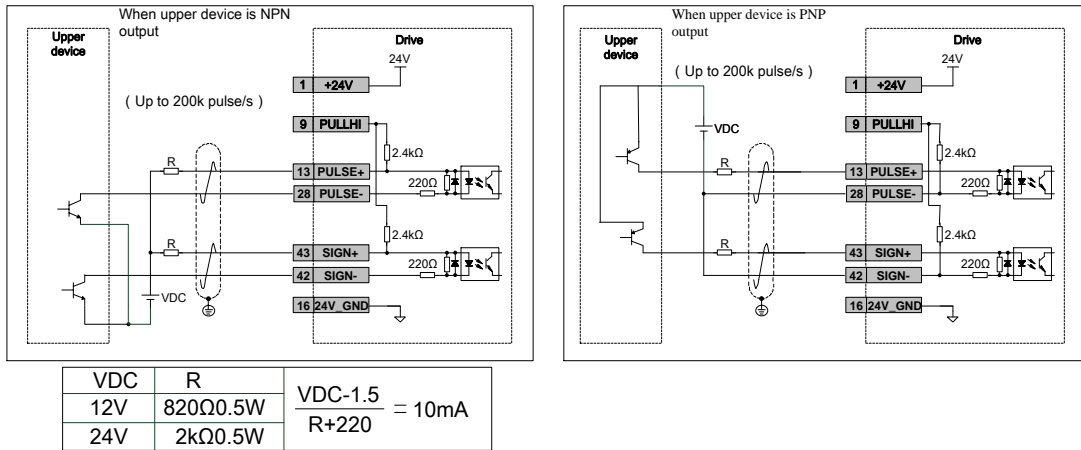 When upper device is NPN
output
Upper
device
Drive
24V
1 +24V
( Up to 200k pulse/s )
9 PULLHI
2.4kΩ
R
13 PULSE+
220Ω
28 PULSE-
2.4kΩ
R
43 SIGN+
220Ω
42 SIGN-
VDC
16 24V_GND
When upper device is PNP
output
Upper
device
Drive
24V
( Up to 200k pulse/s )
1 +24V
VDC
9 PULLHI
2.4kΩ
R
13 PULSE+
220Ω
28 PULSE-
2.4kΩ
R
43 SIGN+
220Ω
42 SIGN-
16 24V_GND
VDC R
12V 820Ω0.5W
24V 2kΩ0.5W
VDC-1.5
R+220
= 10mA